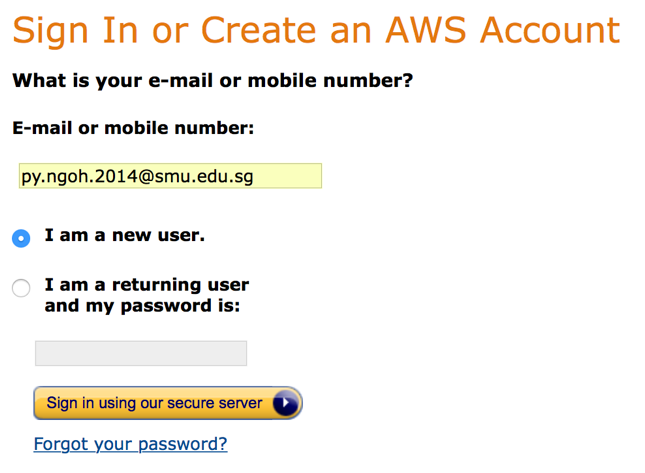 Sign In or Create an AWS Account
What is your e-mail or mobile number?
E-mail or mobile number:
py.ngoh.2014@smu.edu.sg
I am a new user.
I am a returning user
and my password is:
Sign in using our secure server
Forgot your password?